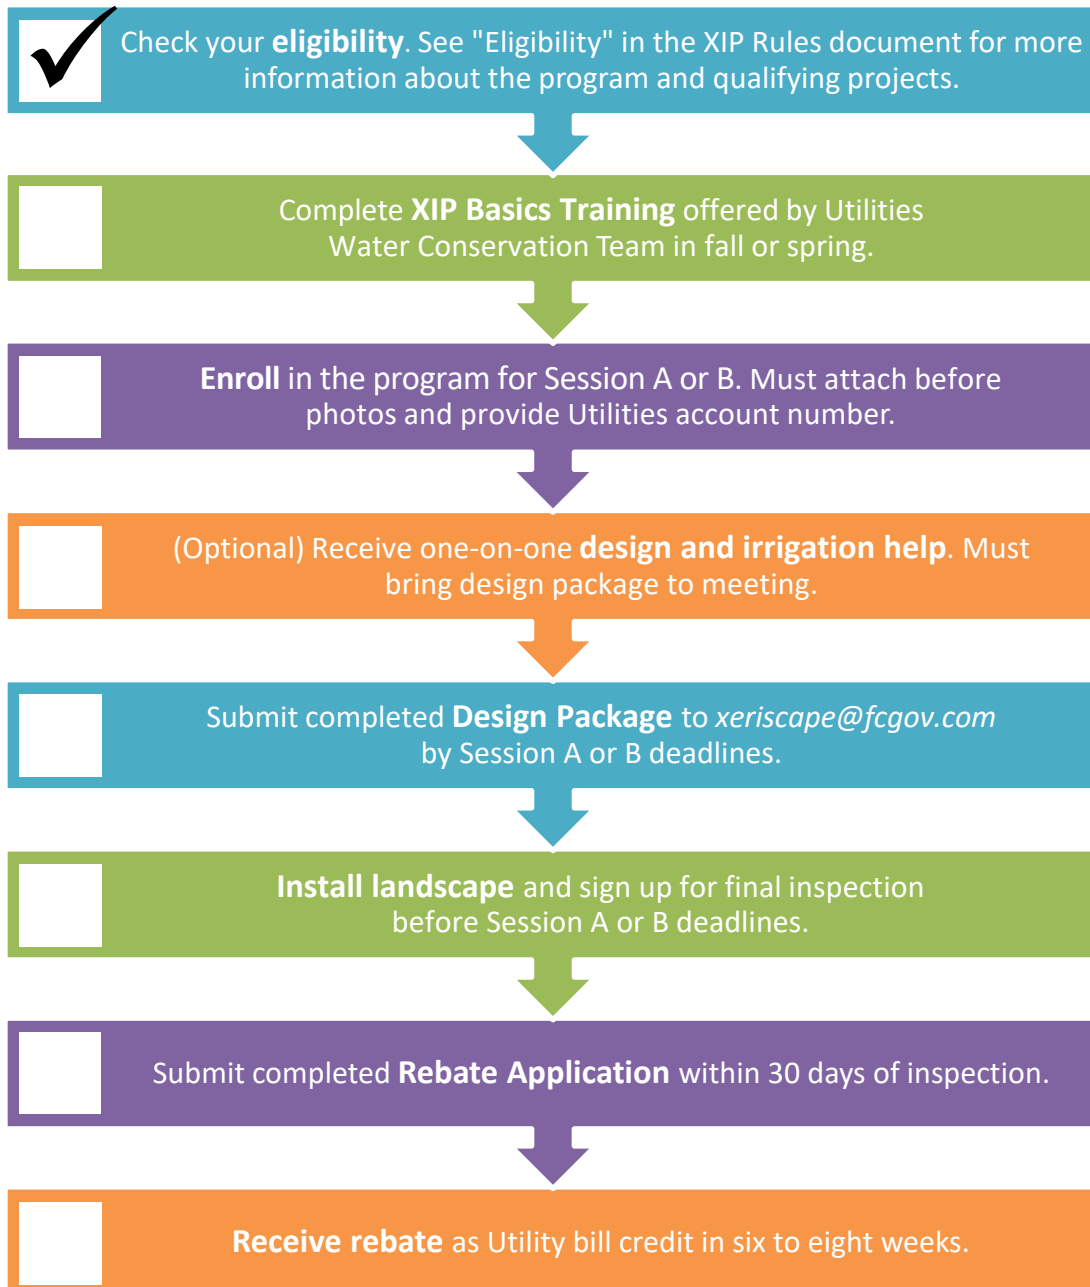 Check your eligibility. See "Eligibility" in the XIP Rules document for more
information about the program and qualifying projects.
Complete XIP Basics Training offered by Utilities
Water Conservation Team in fall or spring.
Enroll in the program for Session A or B. Must attach before
photos and provide Utilities account number.
(Optional) Receive one-on-one design and irrigation help. Must
bring design package to meeting.
Submit completed Design Package to xeriscape@fcgov.com
by Session A or B deadlines.
Install landscape and sign up for final inspection
before Session A or B deadlines.
Submit completed Rebate Application within 30 days of inspection.
Receive rebate as Utility bill credit in six to eight weeks.